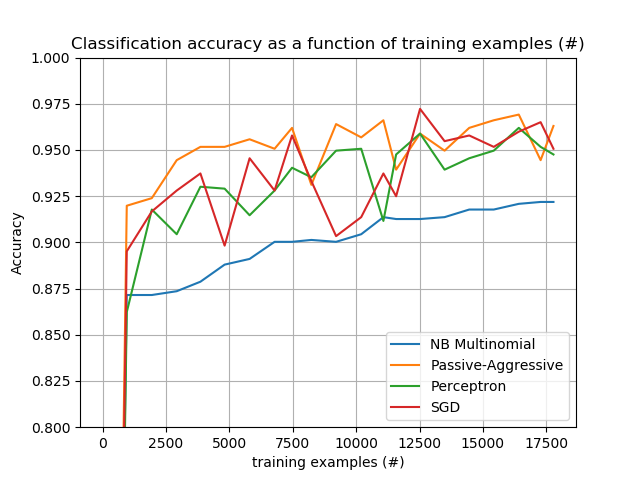 Classification accuracy as a function of training examples (#)
1.000
0.975
0.950
0.925
0.900
0.875
0.850
0.825
0.800
Accuracy
NB Multinomial
Passive-Aggressive
Perceptron
SGD
0 2500 5000 7500 10000 12500 15000 17500
training examples (#)